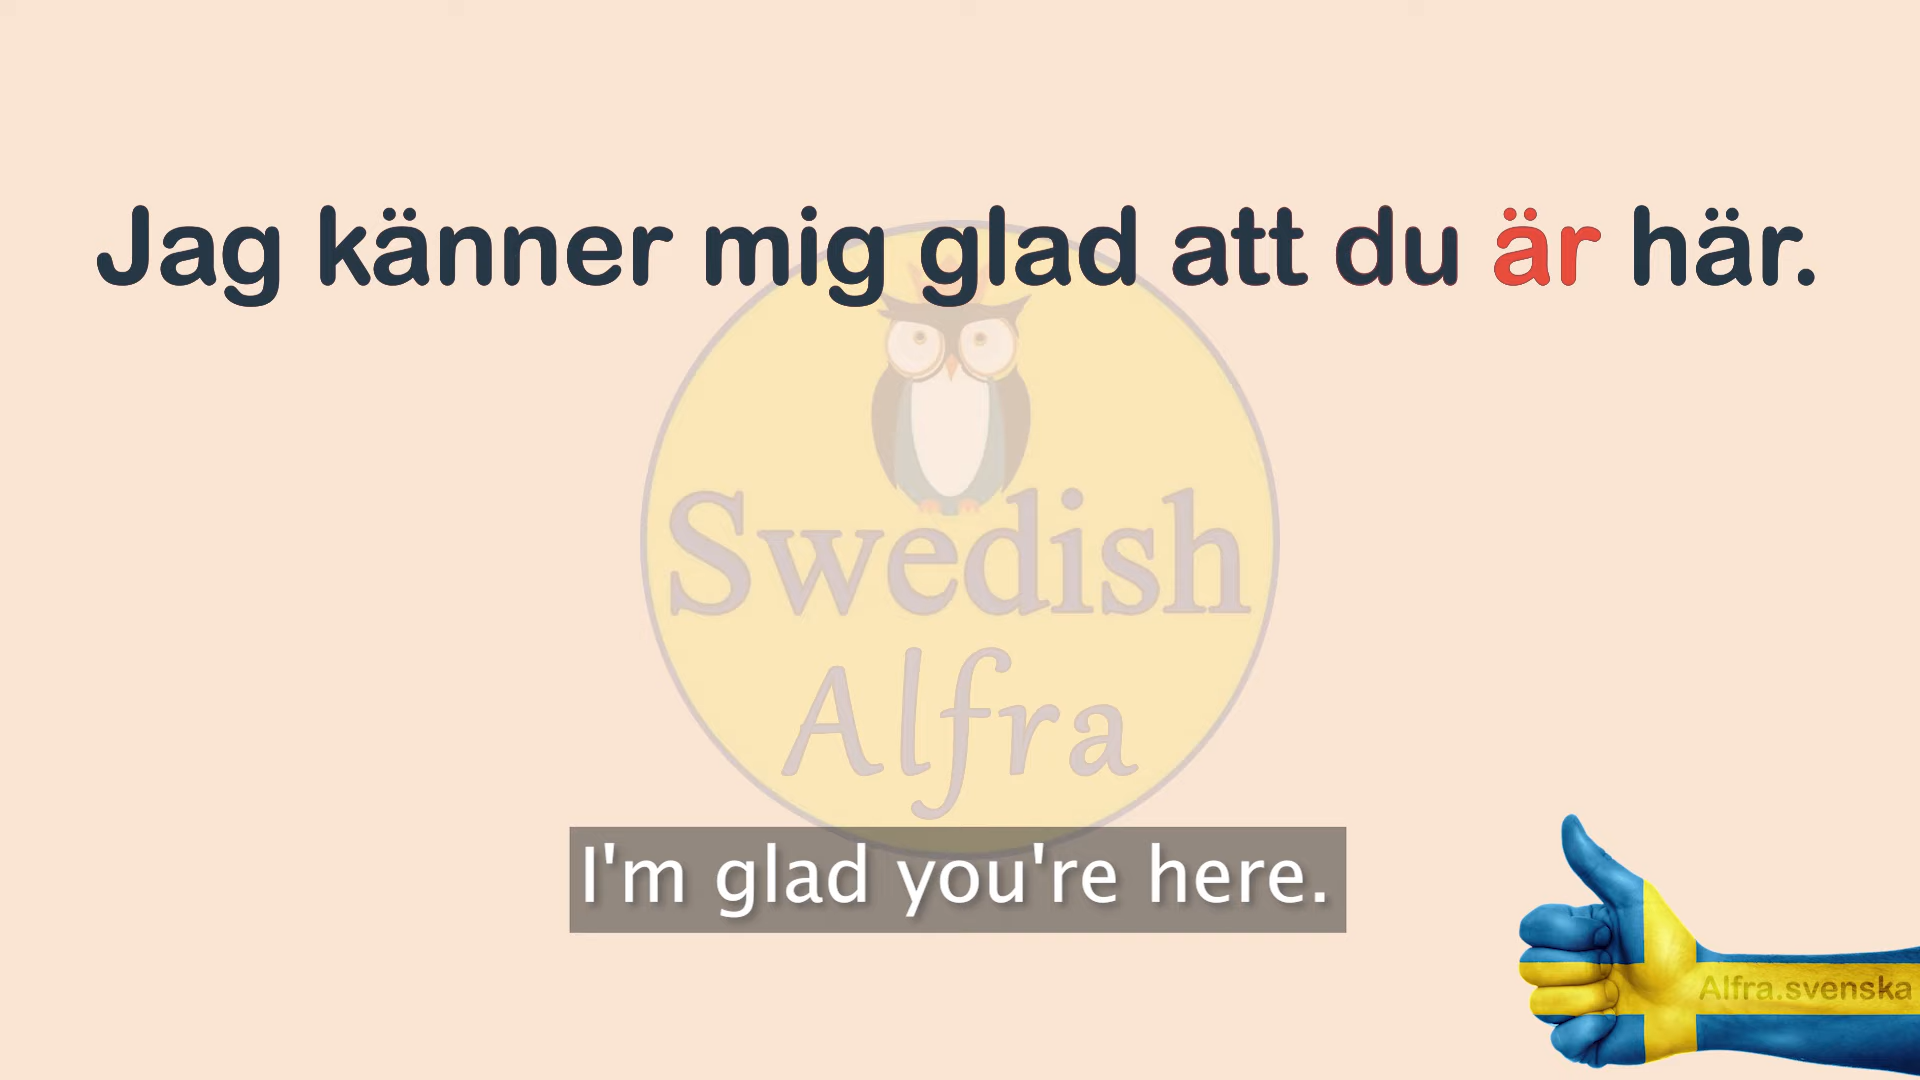 Jag känner mig glad att du är här.
Swedish
Alfra
I'm glad you're here.
Alfra.svenska